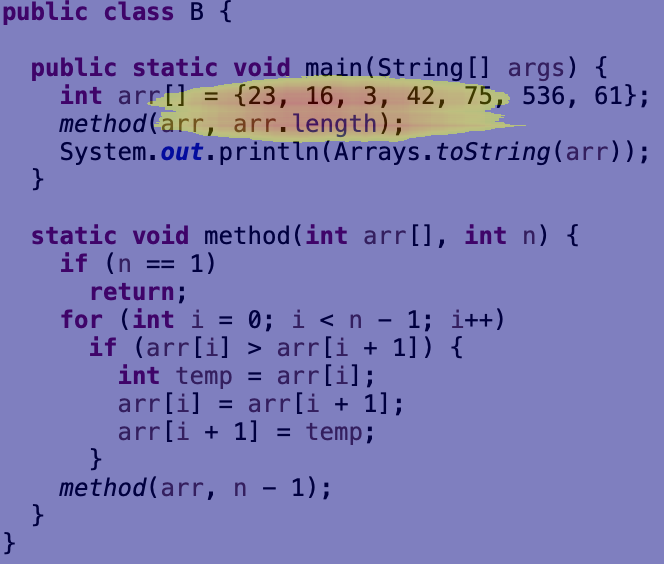 public class B {
public static void main(String[] args) {
int arr[] = {23, 16, 3, 42, 75, 536, 61};
method(arr, arr.length);
System.out.println(Arrays.toString(arr));
}
static void method(int arr[], int n) {
if (n == 1)
return;
for (int i = 0; i < n - 1; i++)
if (arr[i] > arr[i + 1]) {
int temp = arr[i];
arr[i] = arr[i + 1];
arr[i + 1] = temp;
}
method(arr, n - 1);
}
}